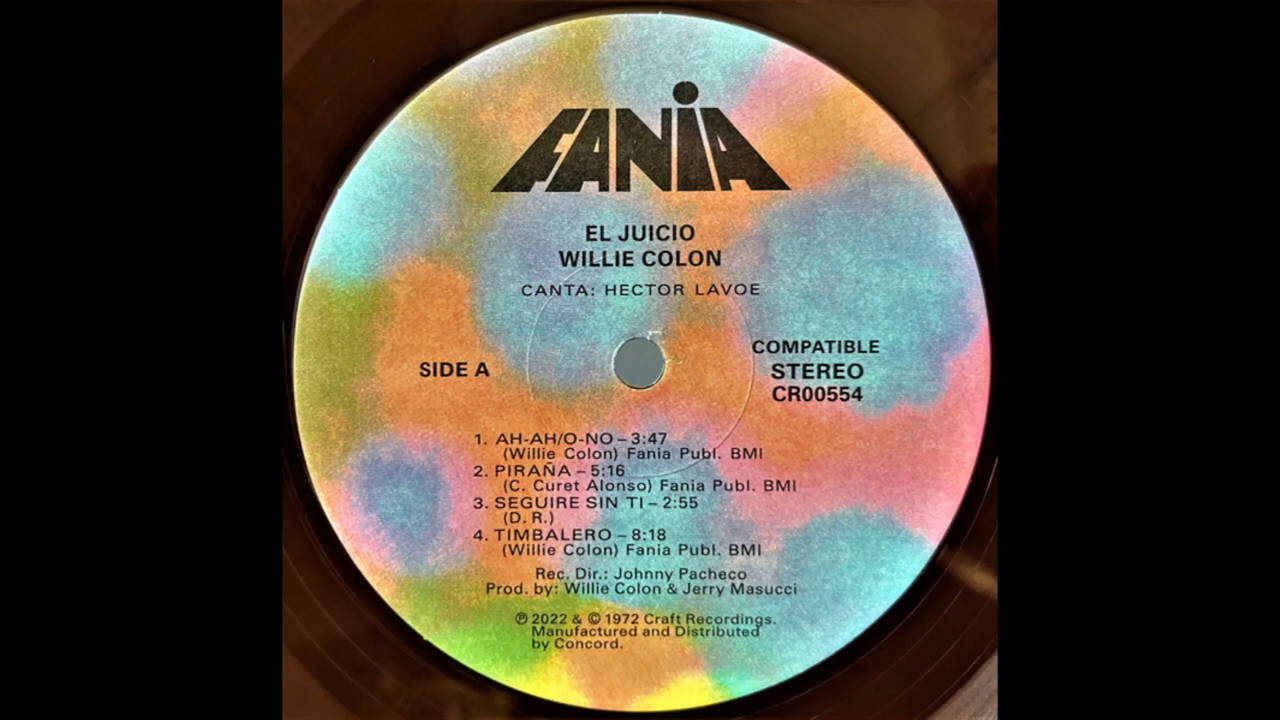 FANiA
EL JUICIO
WILLIE COLON
CANTA: HECTOR LAVOE
SIDE A
COMPATIBLE
STEREO
CR00554
1. AH-AH/O-NO – 3:47
(Willie Colon) Fania Publ. BMI
2. PIRAÑA – 5:16
(C. Curet Alonso) Fania Publ. BMI
3. SEGUIRE SIN TI – 2:55
(D. R.)
4. TIMBALERO – 8:18
(Willie Colon) Fania Publ. BMI
Rec. Dir.: Johnny Pacheco
Prod. by: Willie Colon & Jerry Masucci
℗ 2022 & © 1972 Craft Recordings.
Manufactured and Distributed
by Concord.